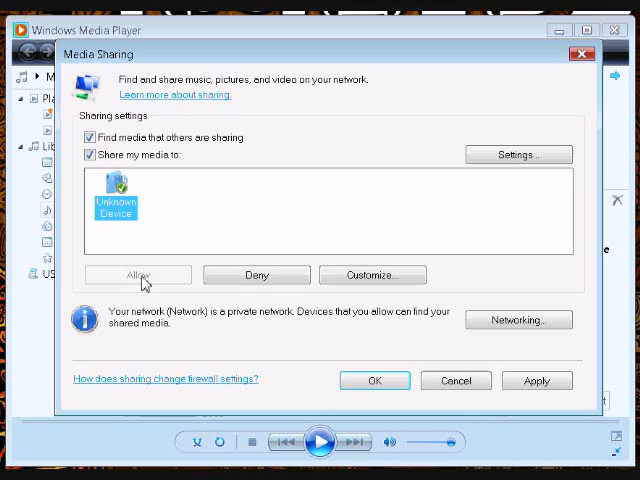 Windows Media Player
Media Sharing
Find and share music, pictures, and video on your network.
Learn more about sharing.
Sharing settings
Find media that others are sharing
Share my media to:
Settings...
Unknown
Device
Allow
Deny
Customize...
Your network (Network) is a private network. Devices that you allow can find your
shared media.
Networking...
How does sharing change firewall settings?
OK
Cancel
Apply